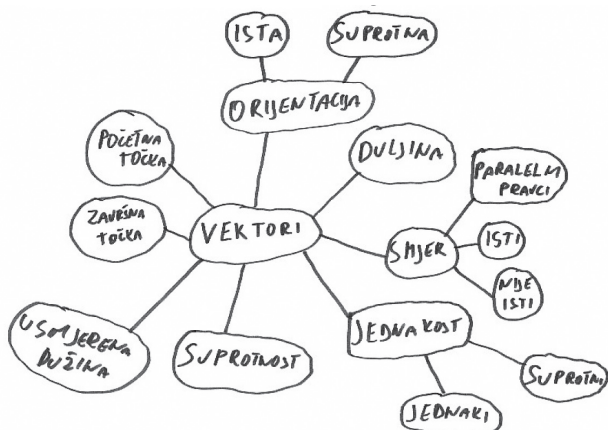 ISTA
SUPROTNA
ORIJENTACIJA
POČETNA
TOČKA
DULJINA
PARALELNI
PRAVCI
ZAVRŠNA
TOČKA
VEKTORI
SMJER
ISTI
NIJE
ISTI
USMJERENA
DUŽINA
SUPROTNOST
JEDNAKOST
SUPROTNI
JEDNAKI